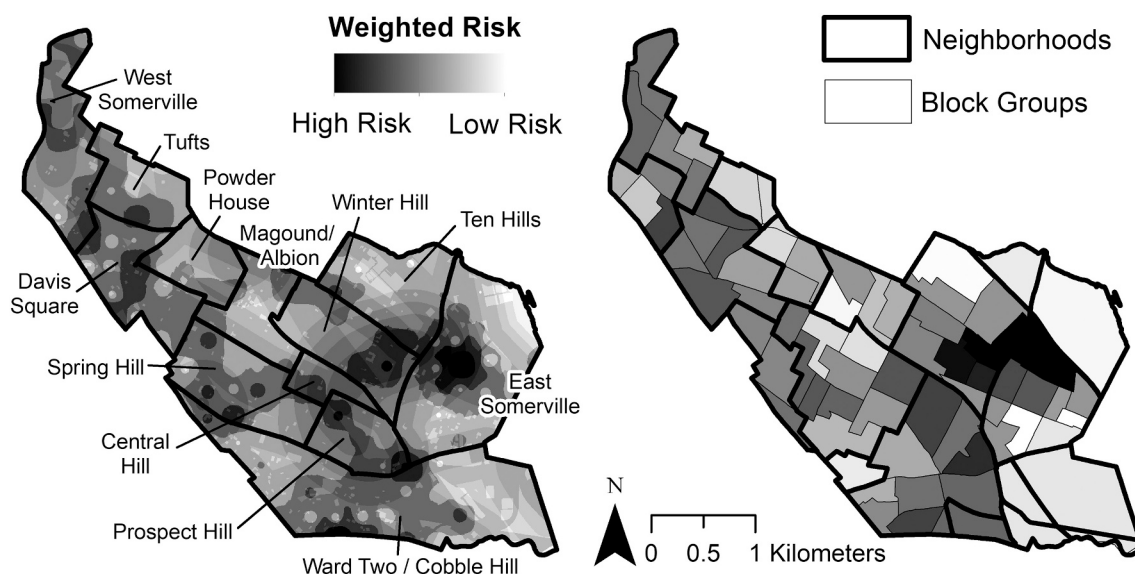 Weighted Risk
High Risk Low Risk
Neighborhoods
Block Groups
West
Somerville
Tufts
Powder
House
Magound/
Albion
Winter Hill
Ten Hills
Davis
Square
Spring Hill
East
Somerville
Central
Hill
Prospect Hill
Ward Two / Cobble Hill
N
0 0.5 1 Kilometers